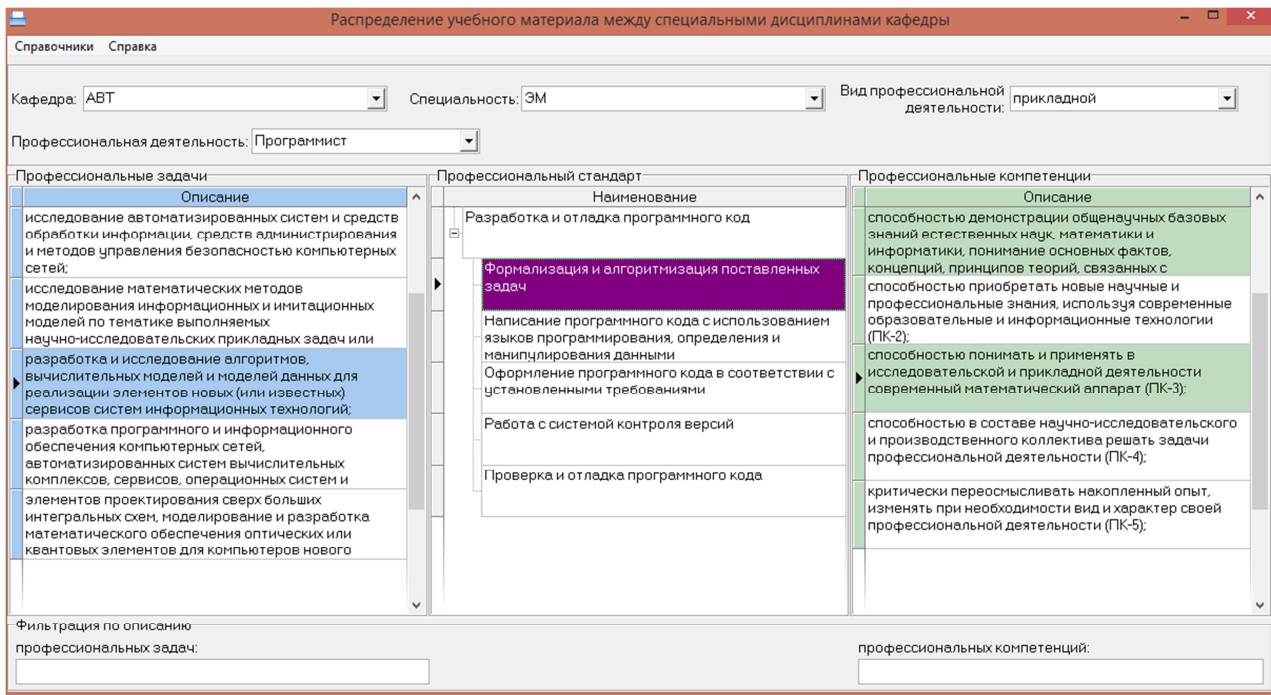 Распределение учебного материала между специальными дисциплинами кафедры
Справочники Справка
Кафедра: АВТ
Специальность: ЭМ
Вид профессиональной
деятельности: прикладной
Профессиональная деятельность: Программист
Профессиональные задачи
Описание
исследование автоматизированных систем и средств
обработки информации, средств администрирования
и методов управления безопасностью компьютерных
сетей;
исследование математических методов
моделирования информационных и имитационных
моделей по тематике выполняемых
научно-исследовательских прикладных задач или
разработка и исследование алгоритмов,
вычислительных моделей и моделей данных для
реализации элементов новых (или известных)
сервисов систем информационных технологий;
разработка программного и информационного
обеспечения компьютерных сетей,
автоматизированных систем вычислительных
комплексов, сервисов, операционных систем и
элементов проектирования сверх больших
интегральных схем, моделирование и разработка
математического обеспечения оптических или
квантовых элементов для компьютеров нового
Профессиональный стандарт
Наименование
Разработка и отладка программного код
Формализация и алгоритмизация поставленных
задач
Написание программного кода с использованием
языков программирования, определения и
манипулирования данными
Оформление программного кода в соответствии с
установленными требованиями
Работа с системой контроля версий
Проверка и отладка программного кода
Профессиональные компетенции
Описание
способностью демонстрации общенаучных базовых
знаний естественных наук, математики и
информатики, понимание основных фактов,
концепций, принципов теорий, связанных с
способностью приобретать новые научные и
профессиональные знания, используя современные
образовательные и информационные технологии
(ПК-2);
способностью понимать и применять в
исследовательской и прикладной деятельности
современный математический аппарат (ПК-3);
способностью в составе научно-исследовательского
и производственного коллектива решать задачи
профессиональной деятельности (ПК-4);
критически переосмысливать накопленный опыт,
изменять при необходимости вид и характер своей
профессиональной деятельности (ПК-5);
Фильтрация по описанию
профессиональных задач:
профессиональных компетенций: